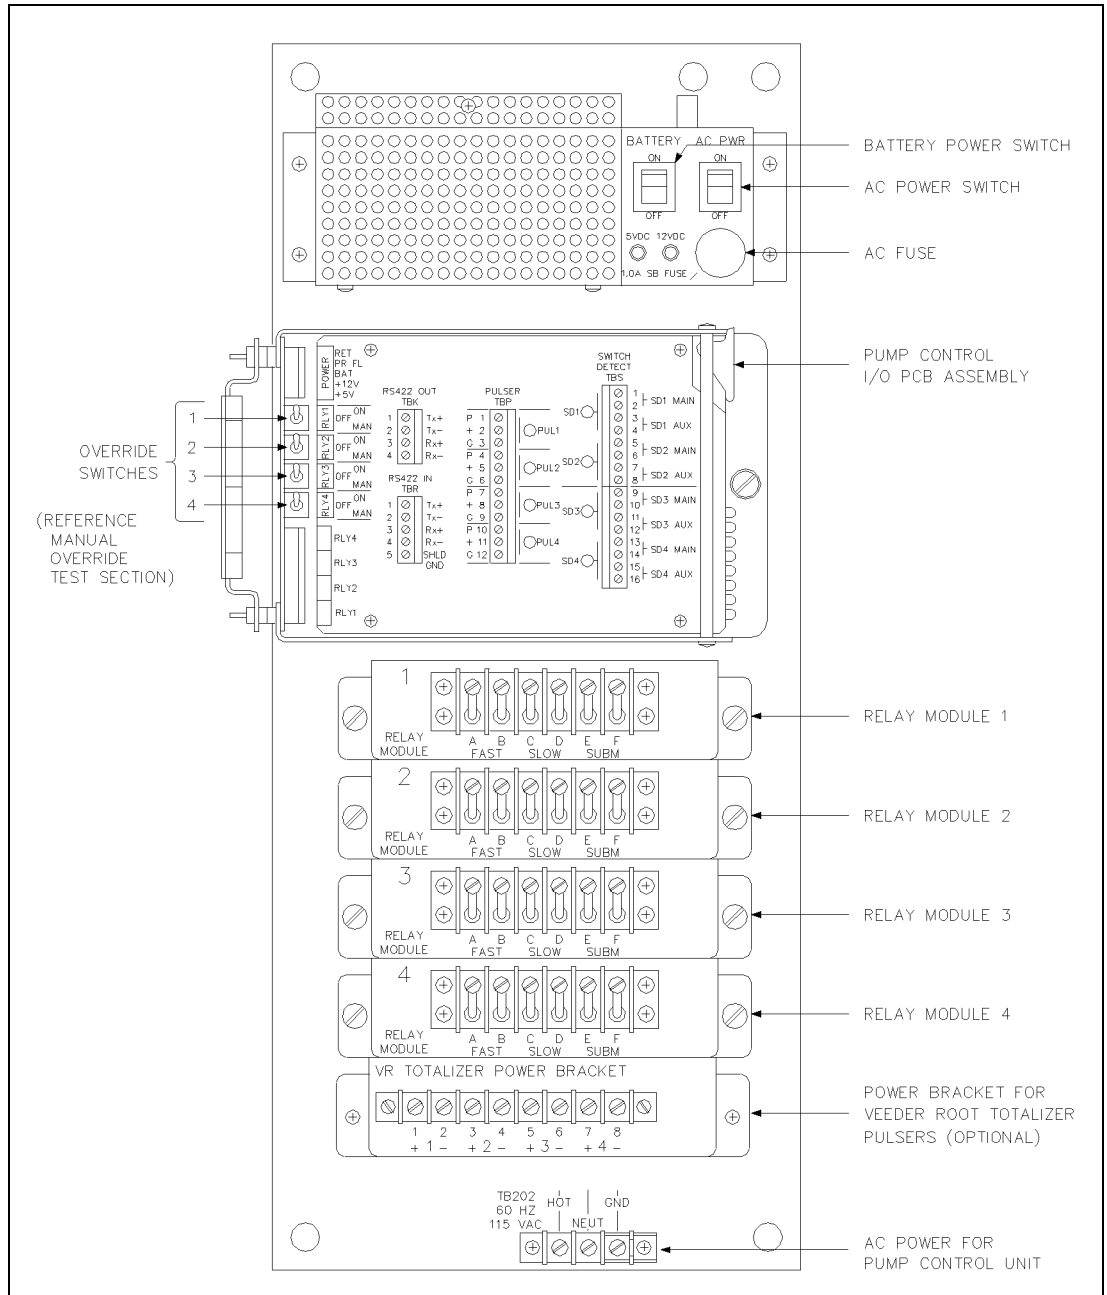 BATTERY AC PWR
ON ON
OFF OFF
5VDC 12VDC
1.0A SB FUSE
BATTERY POWER SWITCH
AC POWER SWITCH
AC FUSE
PUMP CONTROL
I/O PCB ASSEMBLY
OVERRIDE
SWITCHES
1
2
3
4
(REFERENCE
MANUAL
OVERRIDE
TEST SECTION)
POWER
RET
PR FL
BAT
+12V
+5V
RLY1 OFF ON MAN
RLY2 OFF MAN
RLY3 OFF MAN
RLY4 OFF ON MAN
RLY4
RLY3
RLY2
RLY1
RS422 OUT
TBK
1 Tx+
2 Tx-
3 Rx+
4 Rx-
RS422 IN
TBR
1 Tx+
2 Tx-
3 Rx+
4 Rx-
5 SHLD
GND
PULSER
TBP
P 1
+ 2
G 3
P 4
+ 5
G 6
P 7
+ 8
G 9
P 10
+ 11
G 12
PUL1
PUL2
PUL3
PUL4
SWITCH
DETECT
TBS
SD1
SD2
SD3
SD4
1
2
SD1 MAIN
3
4
SD1 AUX
5
6
SD2 MAIN
7
8
SD2 AUX
9
10
SD3 MAIN
11
12
SD3 AUX
13
14
SD4 MAIN
15
16
SD4 AUX
1
RELAY
MODULE
A B C D E F
FAST SLOW SUBM
RELAY MODULE 1
2
RELAY
MODULE
A B C D E F
FAST SLOW SUBM
RELAY MODULE 2
3
RELAY
MODULE
A B C D E F
FAST SLOW SUBM
RELAY MODULE 3
4
RELAY
MODULE
A B C D E F
FAST SLOW SUBM
RELAY MODULE 4
VR TOTALIZER POWER BRACKET
1 2 3 4 5 6 7 8
+ 1 - + 2 - + 3 - + 4 -
POWER BRACKET FOR
VEEDER ROOT TOTALIZER
PULSERS (OPTIONAL)
TB202
60 HZ
115 VAC
HOT GND
NEUT
AC POWER FOR
PUMP CONTROL UNIT